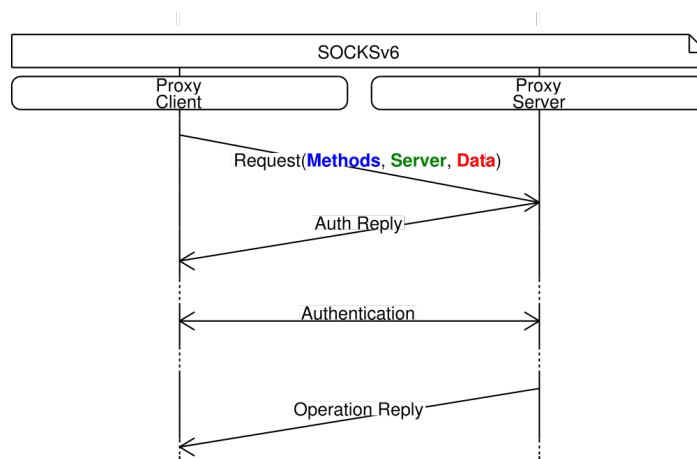 SOCKSv6
Proxy
Client
Proxy
Server
Request(Methods, Server, Data)
Auth Reply
Authentication
Operation Reply